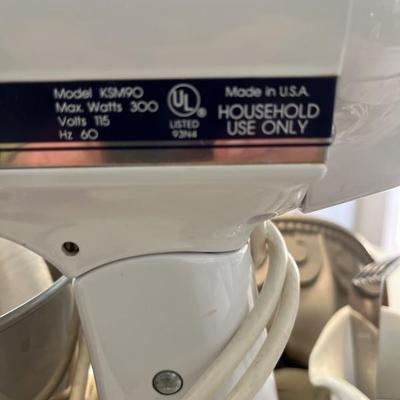 Model KSM90
Max. Watts 300
Volts 115
Hz 60
UL
LISTED
93N4
Made in U.S.A.
HOUSEHOLD
USE ONLY